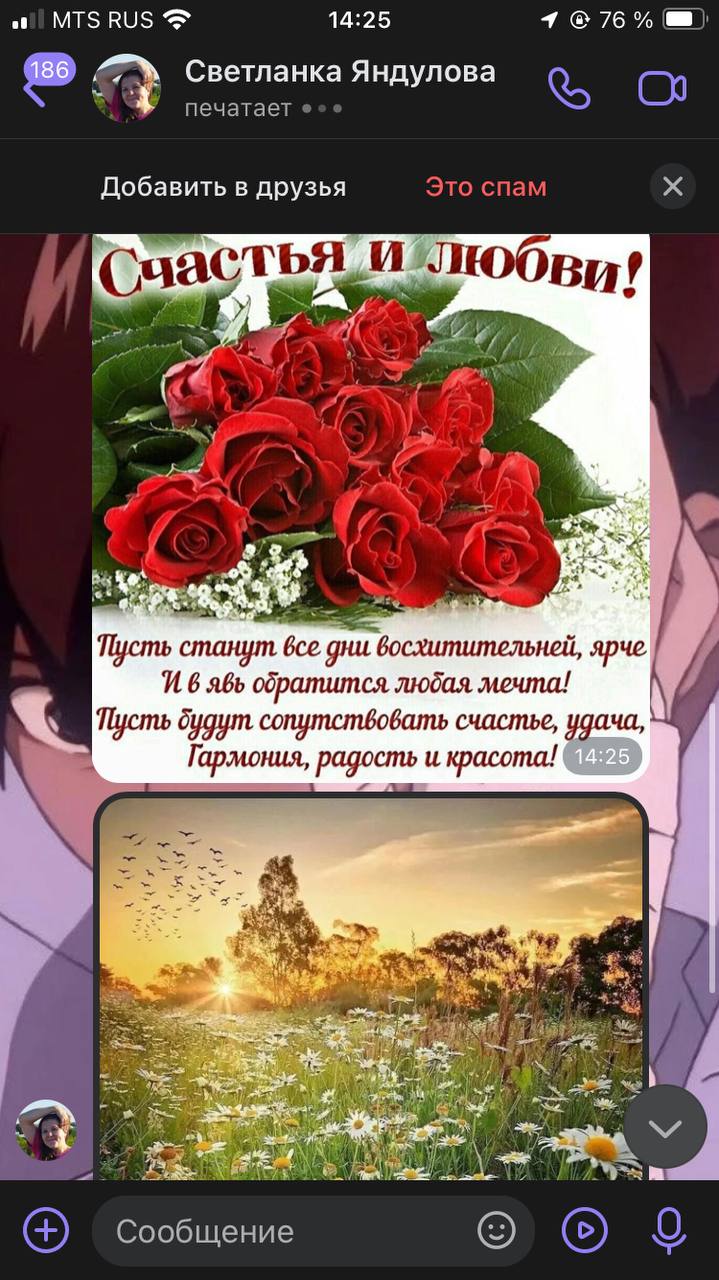 MTS RUS
14:25
76 %
186
Светланка Яндулова
печатает
Добавить в друзья
Это спам
Счастья и любви!
Пусть станут все дни восхитительней, ярче
И в явь обратится любая мечта!
Пусть будут сопутствовать счастье, удача,
Гармония, радость и красота!
14:25
Сообщение